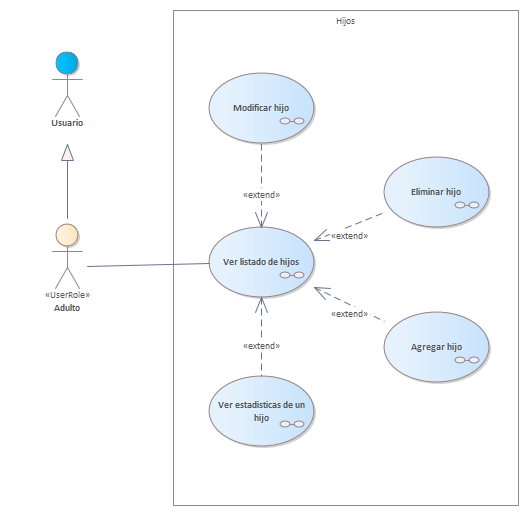 Hijos
Usuario
Modificar hijo
«extend»
Eliminar hijo
«extend»
Ver listado de hijos
«UserRole»
Adulto
«extend»
Agregar hijo
«extend»
Ver estadisticas de un
hijo